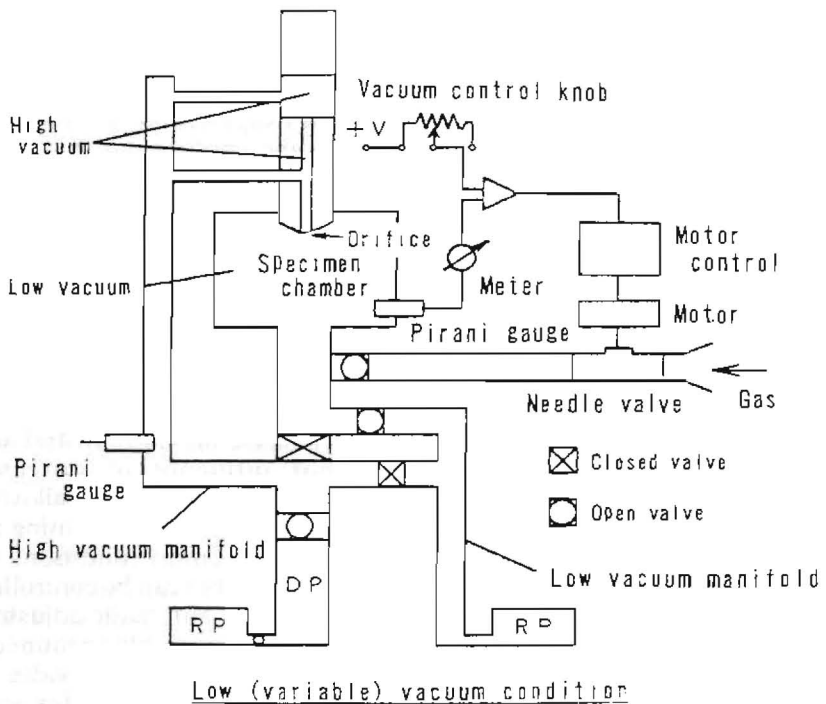 Vacuum control knob
+ V
High
vacuum
Orifice
Specimen
chamber
Low vacuum
Meter
Motor
control
Motor
Pirani gauge
Needle valve
Gas
Pirani
gauge
Closed valve
Open valve
High vacuum manifold
Low vacuum manifold
DP
RP
RP
Low (variable) vacuum condition